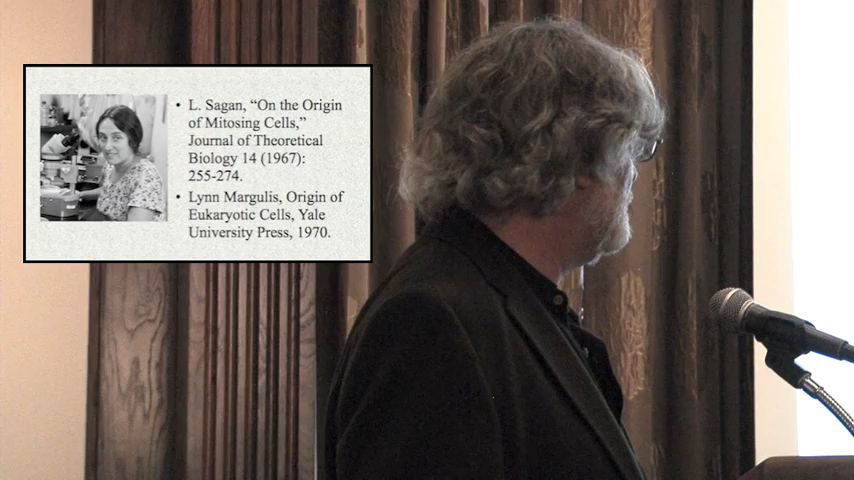 • L. Sagan, “On the Origin
of Mitosing Cells,”
Journal of Theoretical
Biology 14 (1967):
255-274.
• Lynn Margulis, Origin of
Eukaryotic Cells, Yale
University Press, 1970.